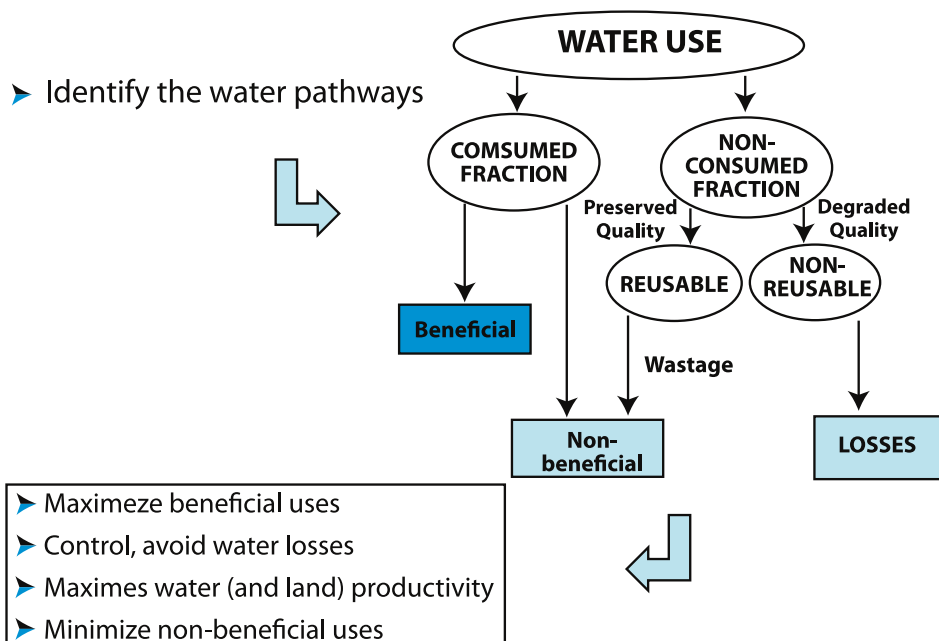 WATER USE
Identify the water pathways
COMSUMED
FRACTION
NON-
CONSUMED
FRACTION
Preserved
Quality
Degraded
Quality
REUSABLE
NON-
REUSABLE
Beneficial
Wastage
Non-
beneficial
LOSSES
Maximeze beneficial uses
Control, avoid water losses
Maximes water (and land) productivity
Minimize non-beneficial uses